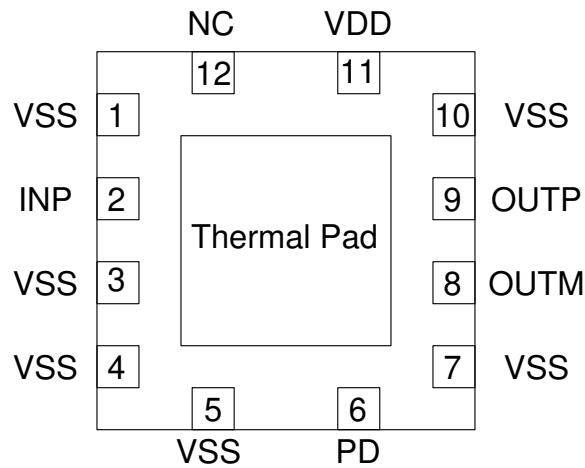 NC VDD
12 11
VSS 1 10 VSS
INP 2 9 OUTP
Thermal Pad
VSS 3 8 OUTM
VSS 4 7 VSS
5 6
VSS PD